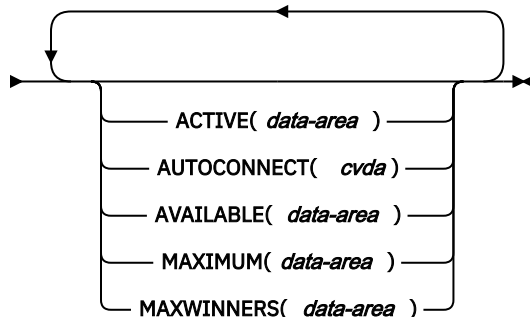 ACTIVE( data-area )
AUTOCONNECT( cvda)
AVAILABLE( data-area )
MAXIMUM( data-area )
MAXWINNERS( data-area )